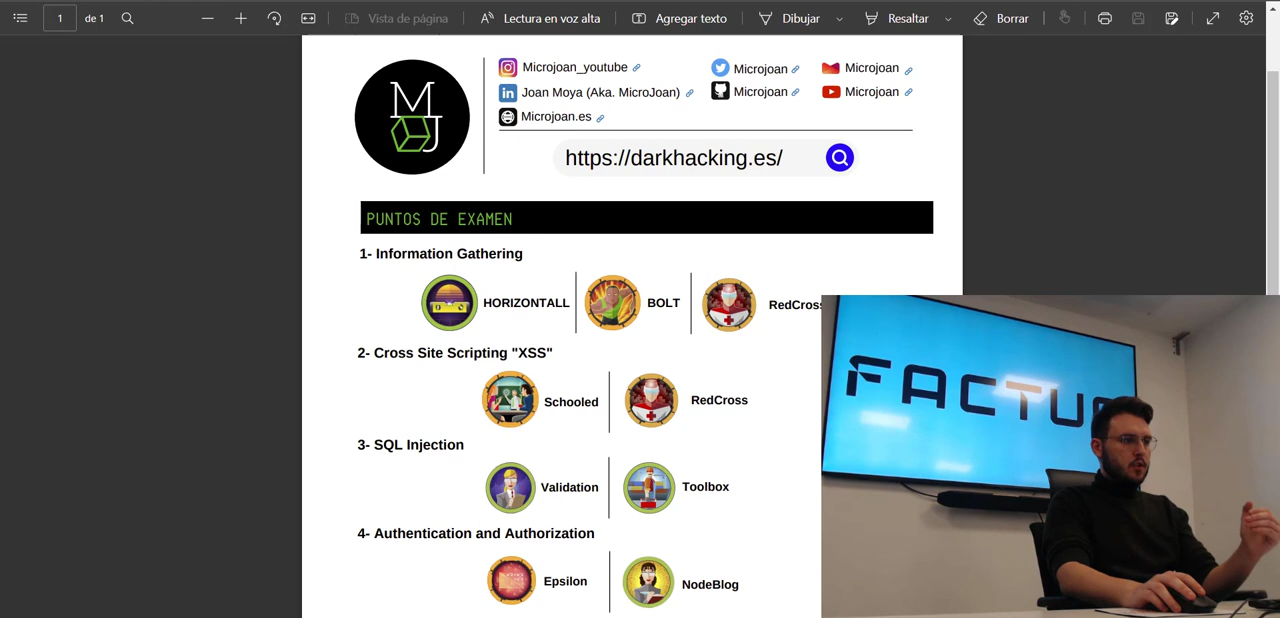 1 de 1 Vista de página Lectura en voz alta Agregar texto Dibujar Resaltar Borrar
Microjoan_youtube Microjoan Microjoan
Joan Moya (Aka. MicroJoan) Microjoan Microjoan
Microjoan.es
MJ
https://darkhacking.es/
PUNTOS DE EXAMEN
1- Information Gathering
HORIZONTALL BOLT RedCross
2- Cross Site Scripting "XSS"
Schooled RedCross
3- SQL Injection
Validation Toolbox
4- Authentication and Authorization
Epsilon NodeBlog
FACTU